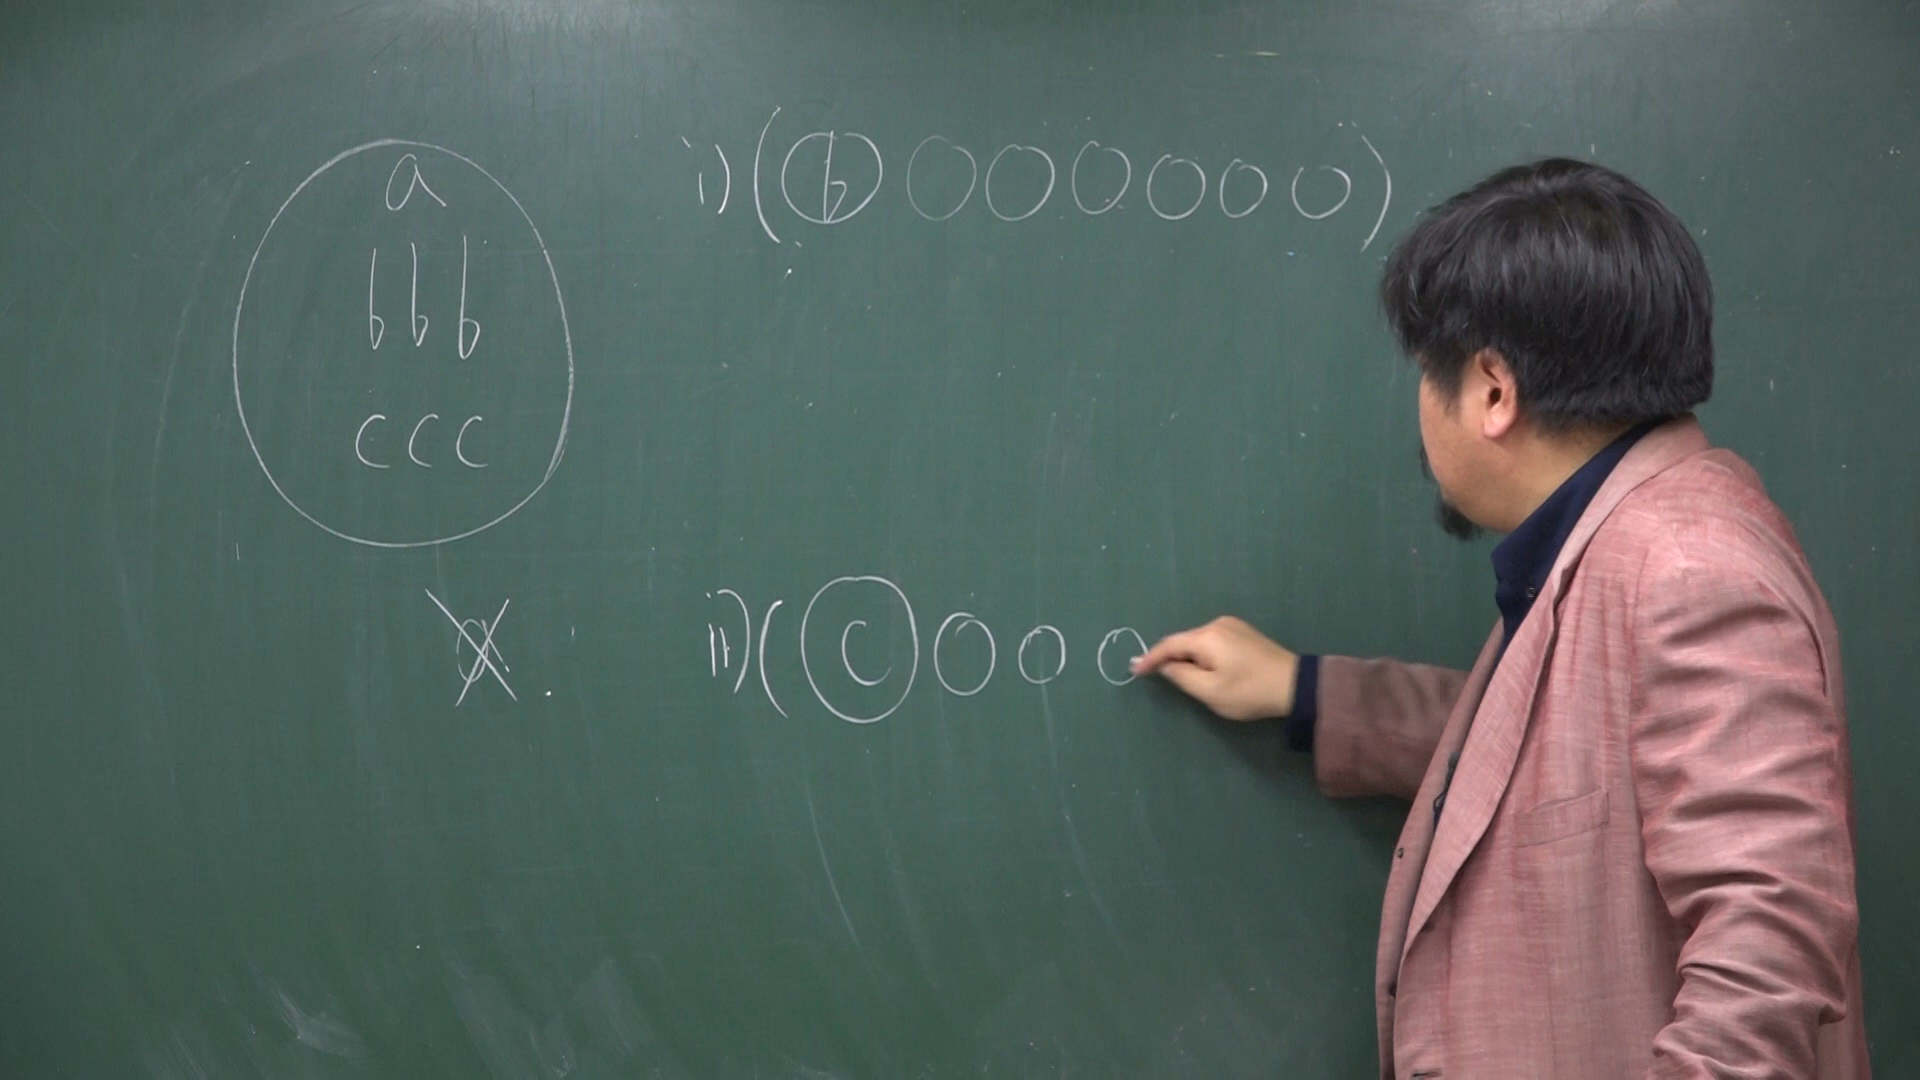 a
bbb
ccc
a
i) (b○○○○○○)
ii) (c○○○